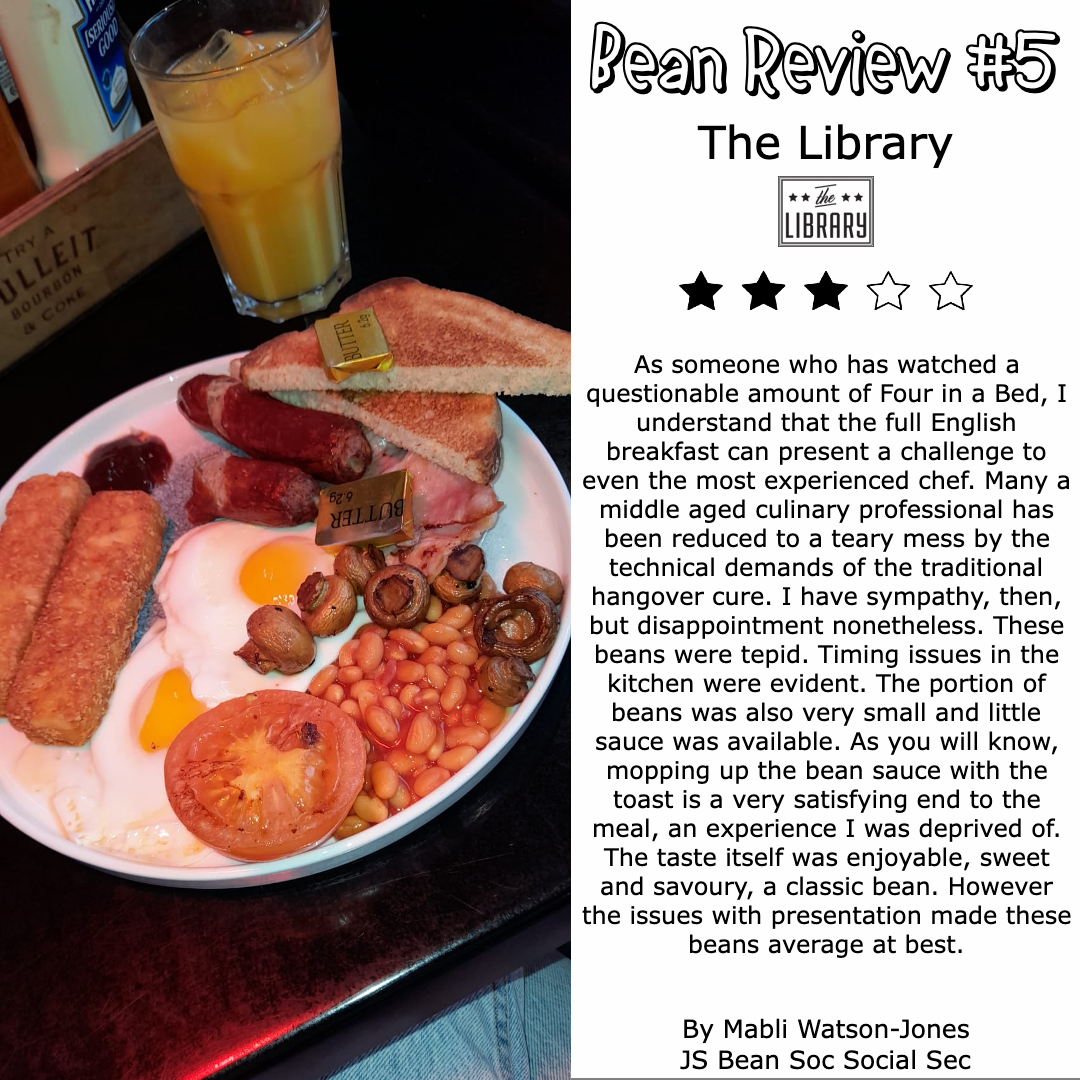 SERIOUSLY
GOOD
TRY A
ULLEIT
BOURBON
& COKE
BUTTER
6.2g
BUTTER
6.2g
Bean Review #5
The Library
the
LIBRARY
As someone who has watched a
questionable amount of Four in a Bed, I
understand that the full English
breakfast can present a challenge to
even the most experienced chef. Many a
middle aged culinary professional has
been reduced to a teary mess by the
technical demands of the traditional
hangover cure. I have sympathy, then,
but disappointment nonetheless. These
beans were tepid. Timing issues in the
kitchen were evident. The portion of
beans was also very small and little
sauce was available. As you will know,
mopping up the bean sauce with the
toast is a very satisfying end to the
meal, an experience I was deprived of.
The taste itself was enjoyable, sweet
and savoury, a classic bean. However
the issues with presentation made these
beans average at best.
By Mabli Watson-Jones
JS Bean Soc Social Sec